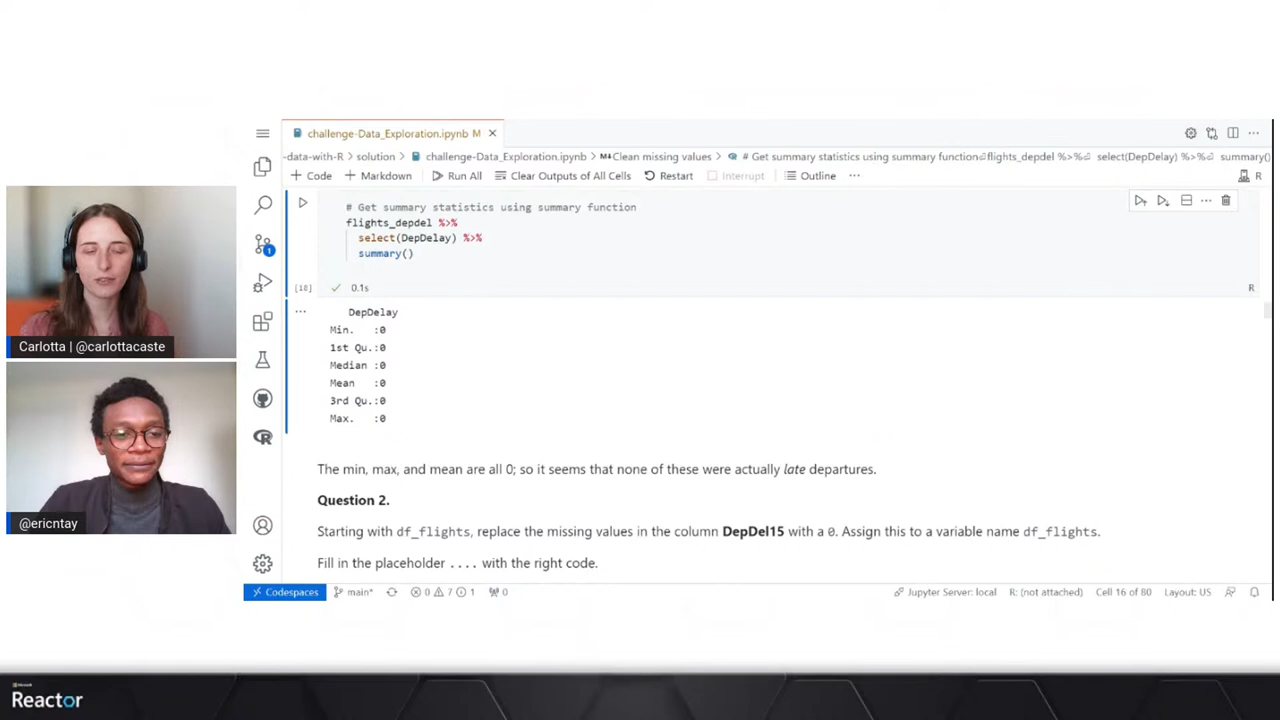 challenge-Data_Exploration.ipynb M
-data-with-R > solution > challenge-Data_Exploration.ipynb > Clean missing values > # Get summary statistics using summary function flights_depdel %>% select(DepDelay) %>% summary()
+ Code + Markdown Run All Clear Outputs of All Cells Restart Interrupt Outline ... R
# Get summary statistics using summary function
flights_depdel %>%
select(DepDelay) %>%
summary()
[18] 0.1s R
DepDelay
Min. :0
1st Qu.:0
Median :0
Mean :0
3rd Qu.:0
Max. :0
The min, max, and mean are all 0; so it seems that none of these were actually late departures.
Question 2.
Starting with df_flights, replace the missing values in the column DepDel15 with a 0. Assign this to a variable name df_flights.
Fill in the placeholder .... with the right code.
Codespaces main* 0 7 1 0 Jupyter Server: local R: (not attached) Cell 16 of 80 Layout: US
1
R
Carlotta | @carlottacaste
@ericntay
Microsoft
Reactor